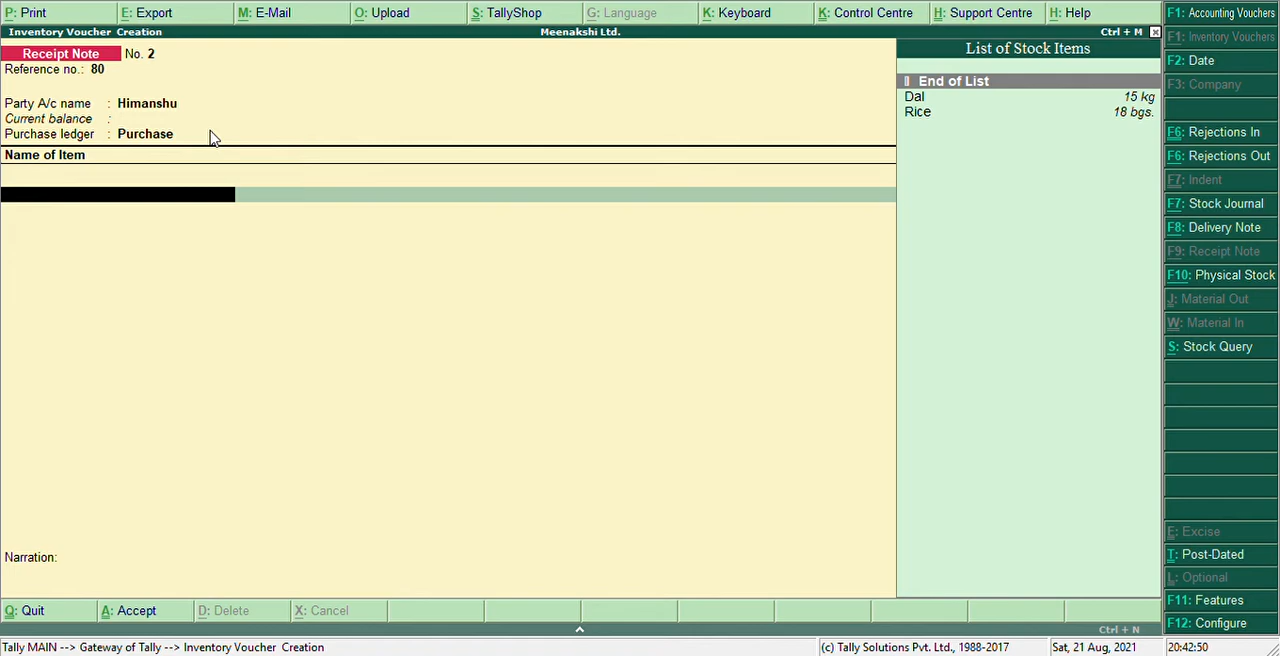 P: Print E: Export M: E-Mail O: Upload S: TallyShop G: Language K: Keyboard K: Control Centre H: Support Centre H: Help
Inventory Voucher Creation Meenakshi Ltd. Ctrl + M
Receipt Note No. 2
Reference no.: 80
Party A/c name : Himanshu
Current balance :
Purchase ledger : Purchase
Name of Item
Narration:
List of Stock Items
End of List
Dal 15 kg
Rice 18 bgs.
F1: Accounting Vouchers
F1: Inventory Vouchers
F2: Date
F3: Company
F6: Rejections In
F6: Rejections Out
F7: Indent
F7: Stock Journal
F8: Delivery Note
F9: Receipt Note
F10: Physical Stock
J: Material Out
W: Material In
S: Stock Query
E: Excise
T: Post-Dated
L: Optional
F11: Features
F12: Configure
Q: Quit A: Accept D: Delete X: Cancel
Ctrl + N
Tally MAIN --> Gateway of Tally --> Inventory Voucher Creation (c) Tally Solutions Pvt. Ltd., 1988-2017 Sat, 21 Aug, 2021 20:42:50